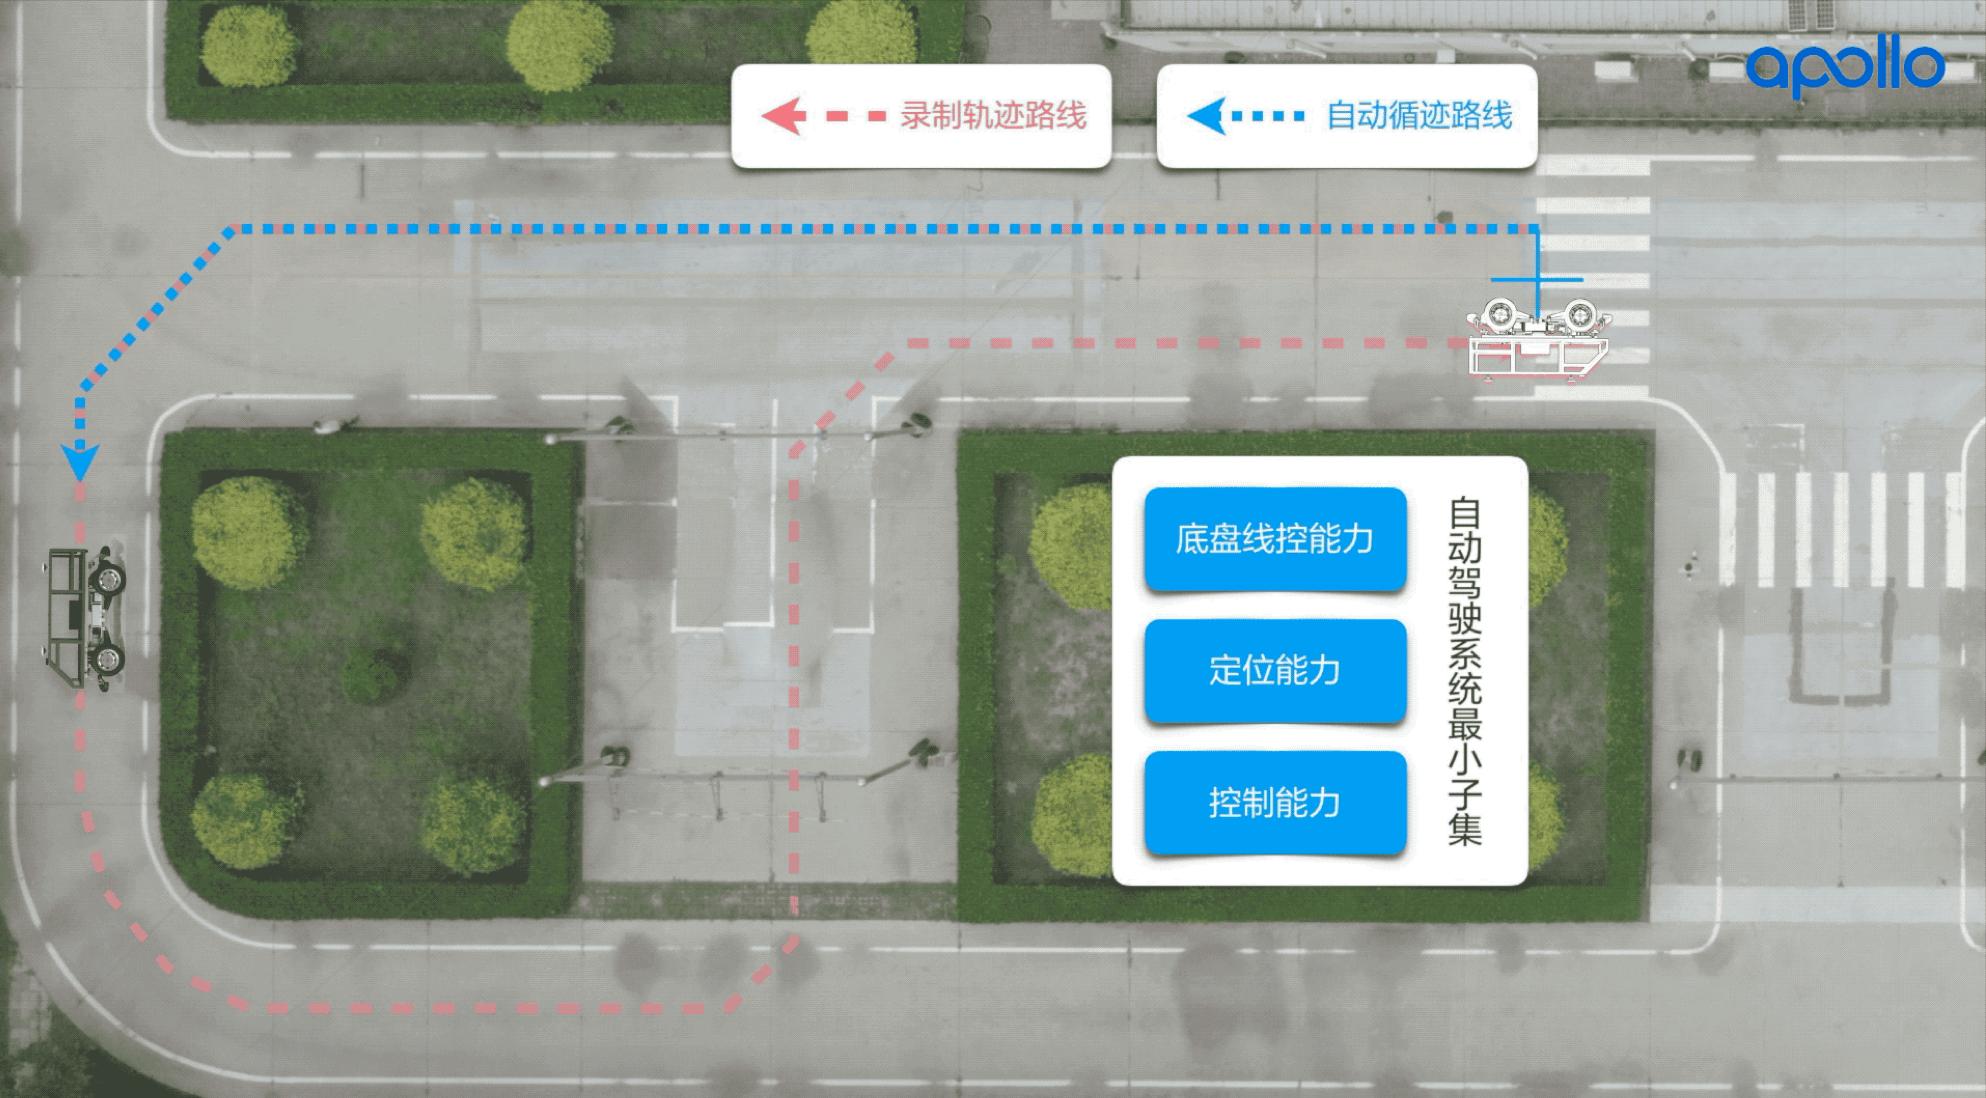 apollo
录制轨迹路线
自动循迹路线
底盘线控能力
定位能力
控制能力
自动驾驶系统最小子集